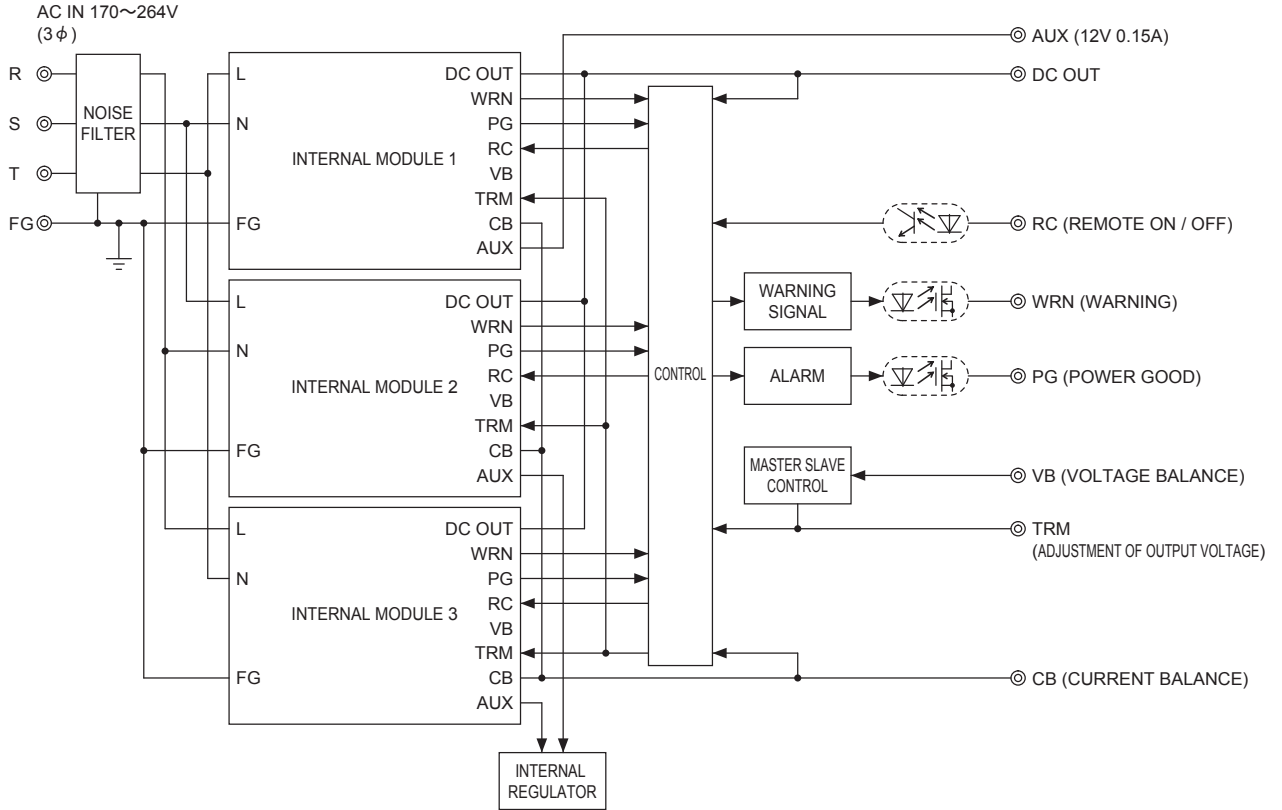 AC IN 170～264V
(3φ)
R
S
T
FG
NOISE
FILTER
L
N
FG
INTERNAL MODULE 1
DC OUT
WRN
PG
RC
VB
TRM
CB
AUX
L
N
FG
INTERNAL MODULE 2
DC OUT
WRN
PG
RC
VB
TRM
CB
AUX
L
N
FG
INTERNAL MODULE 3
DC OUT
WRN
PG
RC
VB
TRM
CB
AUX
INTERNAL
REGULATOR
CONTROL
WARNING
SIGNAL
ALARM
MASTER SLAVE
CONTROL
AUX (12V 0.15A)
DC OUT
RC (REMOTE ON / OFF)
WRN (WARNING)
PG (POWER GOOD)
VB (VOLTAGE BALANCE)
TRM
(ADJUSTMENT OF OUTPUT VOLTAGE)
CB (CURRENT BALANCE)